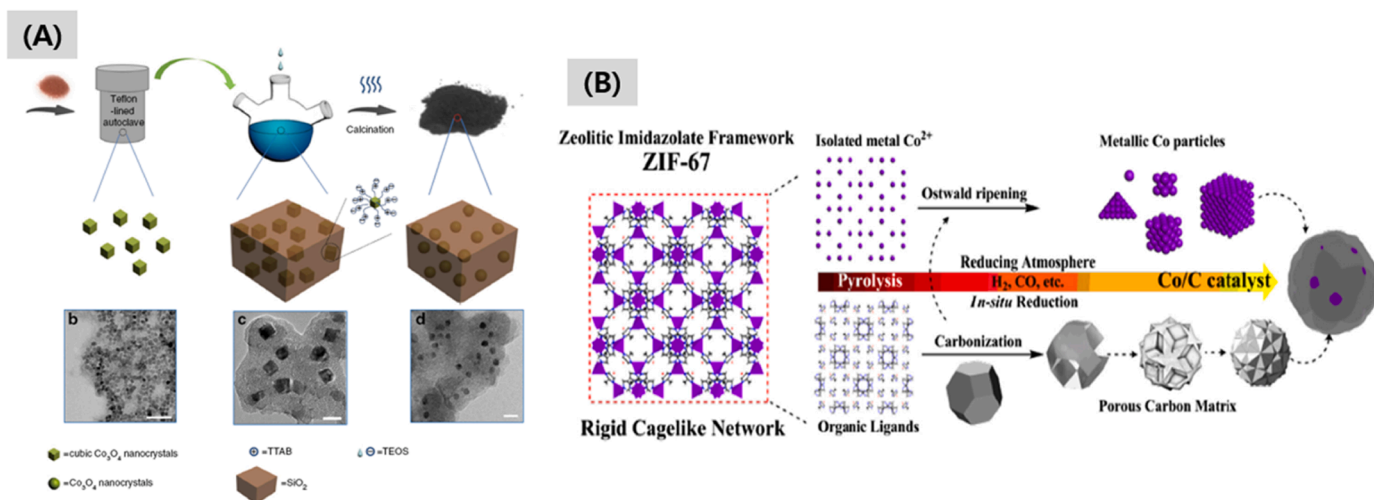 (A)
Teflon
-lined
autoclave
Calcination
b
c
d
=cubic Co₃O₄ nanocrystals
=TTAB
=TEOS
=Co₃O₄ nanocrystals
=SiO₂
(B)
Zeolitic Imidazolate Framework
ZIF-67
Rigid Cagelike Network
Isolated metal Co²⁺
Ostwald ripening
Metallic Co particles
Pyrolysis
Reducing Atmosphere
H₂, CO, etc.
In-situ Reduction
Co/C catalyst
Carbonization
Organic Ligands
Porous Carbon Matrix